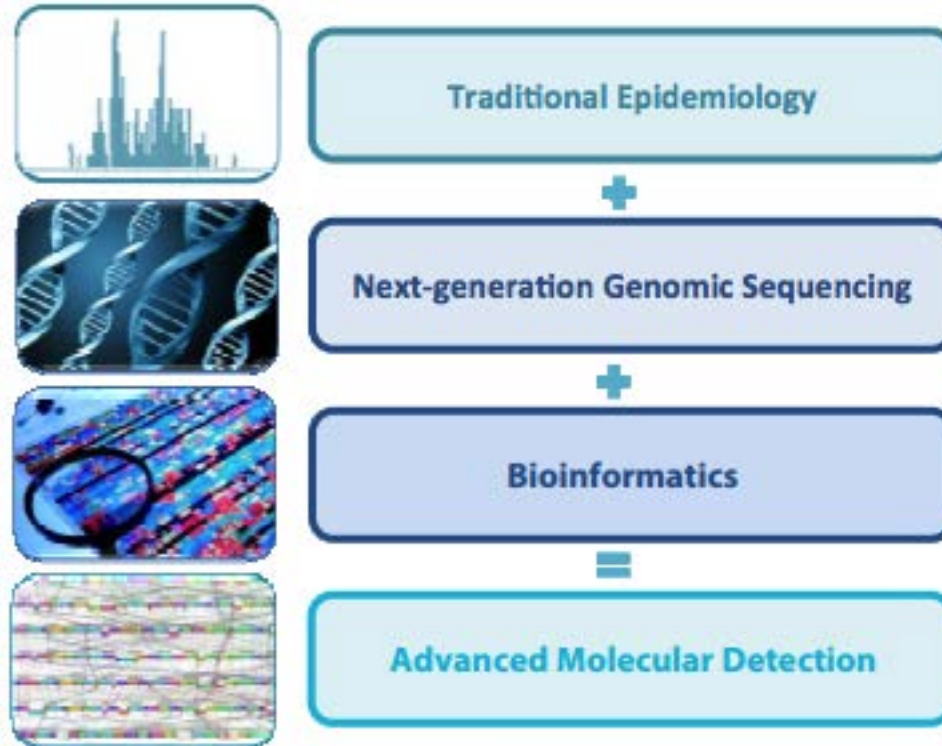 Traditional Epidemiology
+
Next-generation Genomic Sequencing
+
Bioinformatics
=
Advanced Molecular Detection